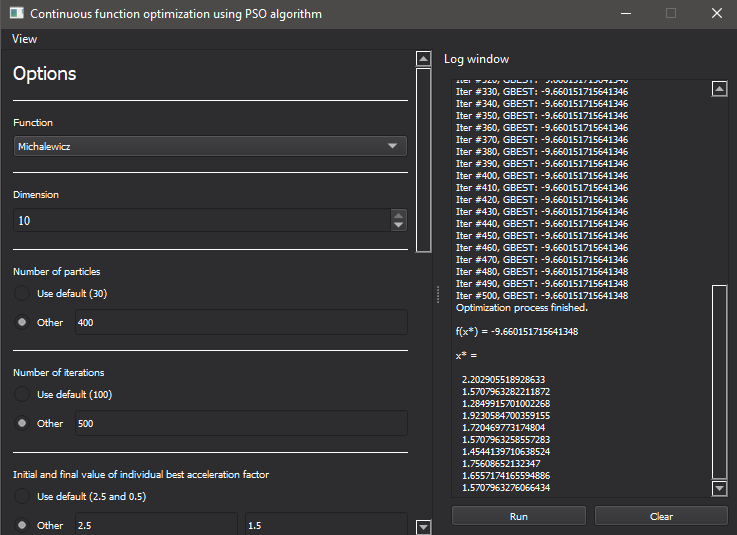 Continuous function optimization using PSO algorithm
View
Options
Function
Michalewicz
Dimension
10
Number of particles
Use default (30)
Other 400
Number of iterations
Use default (100)
Other 500
Initial and final value of individual best acceleration factor
Use default (2.5 and 0.5)
Other 2.5 1.5
Log window
Iter #320, GBEST: -9.660151715641346
Iter #330, GBEST: -9.660151715641346
Iter #340, GBEST: -9.660151715641346
Iter #350, GBEST: -9.660151715641346
Iter #360, GBEST: -9.660151715641346
Iter #370, GBEST: -9.660151715641346
Iter #380, GBEST: -9.660151715641346
Iter #390, GBEST: -9.660151715641346
Iter #400, GBEST: -9.660151715641346
Iter #410, GBEST: -9.660151715641346
Iter #420, GBEST: -9.660151715641346
Iter #430, GBEST: -9.660151715641346
Iter #440, GBEST: -9.660151715641346
Iter #450, GBEST: -9.660151715641346
Iter #460, GBEST: -9.660151715641346
Iter #470, GBEST: -9.660151715641346
Iter #480, GBEST: -9.660151715641348
Iter #490, GBEST: -9.660151715641348
Iter #500, GBEST: -9.660151715641348
Optimization process finished.
f(x*) = -9.660151715641348
x* =
2.202905518928633
1.5707963282211872
1.2849915701002268
1.9230584700359155
1.720469773174804
1.5707963258557283
1.4544139710638524
1.75608652132347
1.6557174165594886
1.5707963276066434
Run
Clear